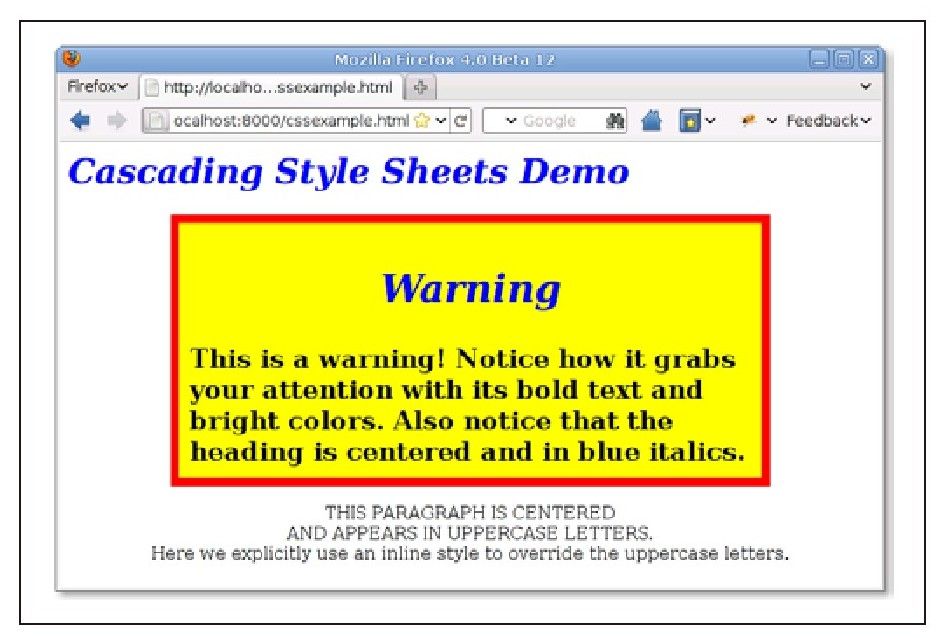 Mozilla Firefox 4.0 Beta 12
Firefox
http://localho...ssexample.html
ocalhost:8000/cssexample.html
Google
Feedback
Cascading Style Sheets Demo
Warning
This is a warning! Notice how it grabs
your attention with its bold text and
bright colors. Also notice that the
heading is centered and in blue italics.
THIS PARAGRAPH IS CENTERED
AND APPEARS IN UPPERCASE LETTERS.
Here we explicitly use an inline style to override the uppercase letters.